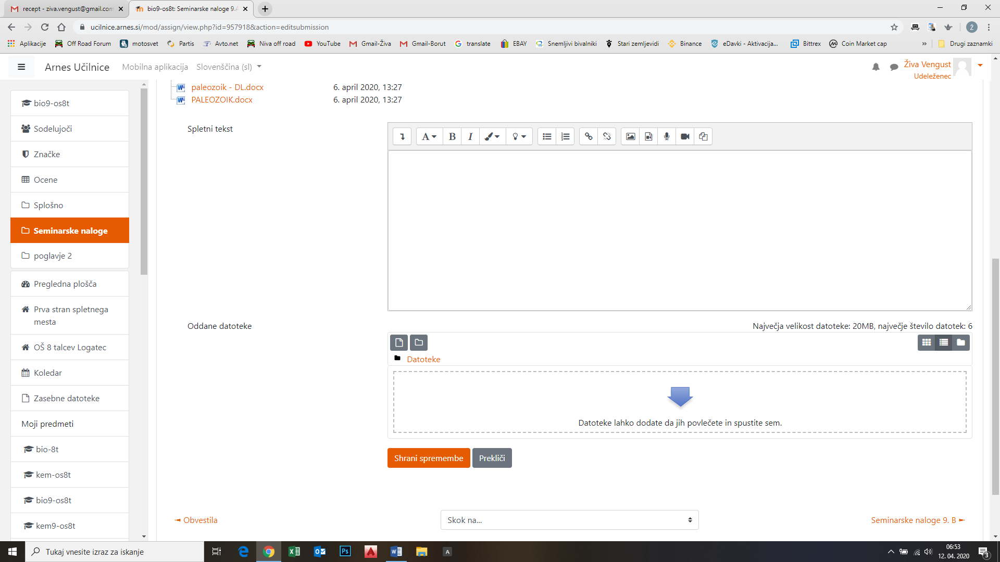 recept - ziva.vengust@gmail.com
bio9-os8t: Seminarske naloge 9.A
ucilnice.arnes.si/mod/assign/view.php?id=957918&action=editsubmission
Ž
Aplikacije
Off Road Forum
motosvet
Partis
Avto.net
Niva off road
YouTube
Gmail-Živa
Gmail-Borut
translate
EBAY
Snemljivi bivalniki
Stari zemljevidi
Binance
eDavki - Aktivacija...
Bittrex
Coin Market cap
»
Drugi zaznamki
Arnes Učilnice
Mobilna aplikacija
Slovenščina (sl)
Živa Vengust
Udeleženec
bio9-os8t
Sodelujoči
Značke
Ocene
Splošno
Seminarske naloge
poglavje 2
Pregledna plošča
Prva stran spletnega
mesta
OŠ 8 talcev Logatec
Koledar
Zasebne datoteke
Moji predmeti
bio-8t
kem-os8t
bio9-os8t
kem9-os8t
paleozoik - DL.docx 6. april 2020, 13:27
PALEOZOIK.docx 6. april 2020, 13:27
Spletni tekst
A B I
Oddane datoteke
Največja velikost datoteke: 20MB, največje število datotek: 6
Datoteke
Datoteke lahko dodate da jih povlečete in spustite sem.
Shrani spremembe Prekliči
◄ Obvestila
Skok na...
Seminarske naloge 9. B ►
Tukaj vnesite izraz za iskanje
Ps
A
06:53
12. 04. 2020
3